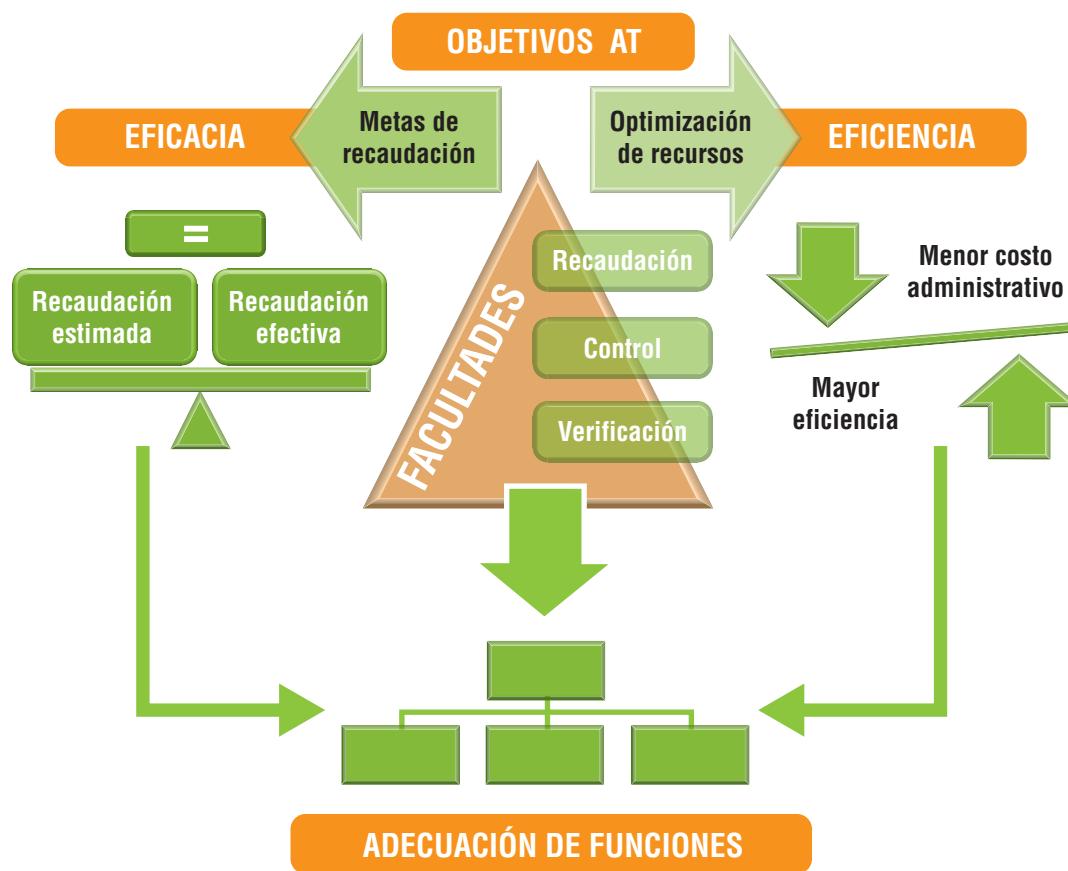 OBJETIVOS AT
EFICACIA
Metas de
recaudación
Optimización
de recursos
EFICIENCIA
=
Recaudación
estimada
Recaudación
efectiva
FACULTADES
Recaudación
Control
Verificación
Menor costo
administrativo
Mayor
eficiencia
ADECUACIÓN DE FUNCIONES